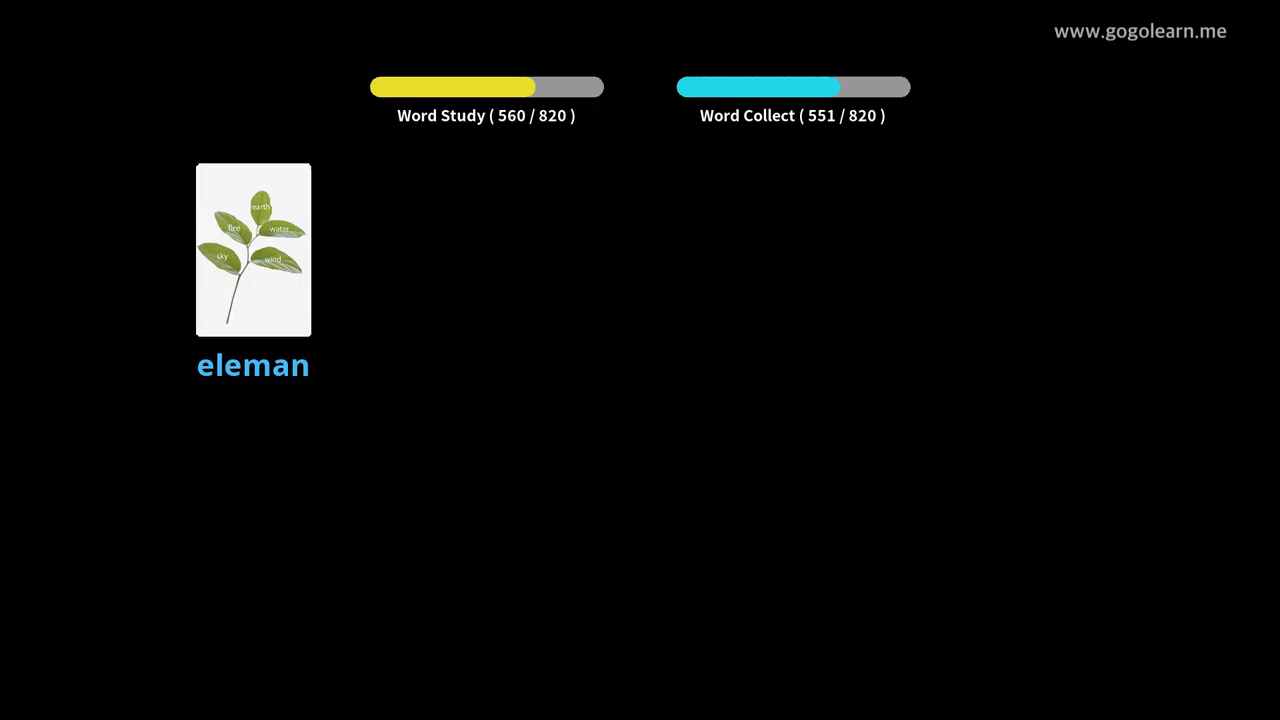 www.gogolearn.me
Word Study ( 560 / 820 )
Word Collect ( 551 / 820 )
earth
fire
water
sky
wind
eleman